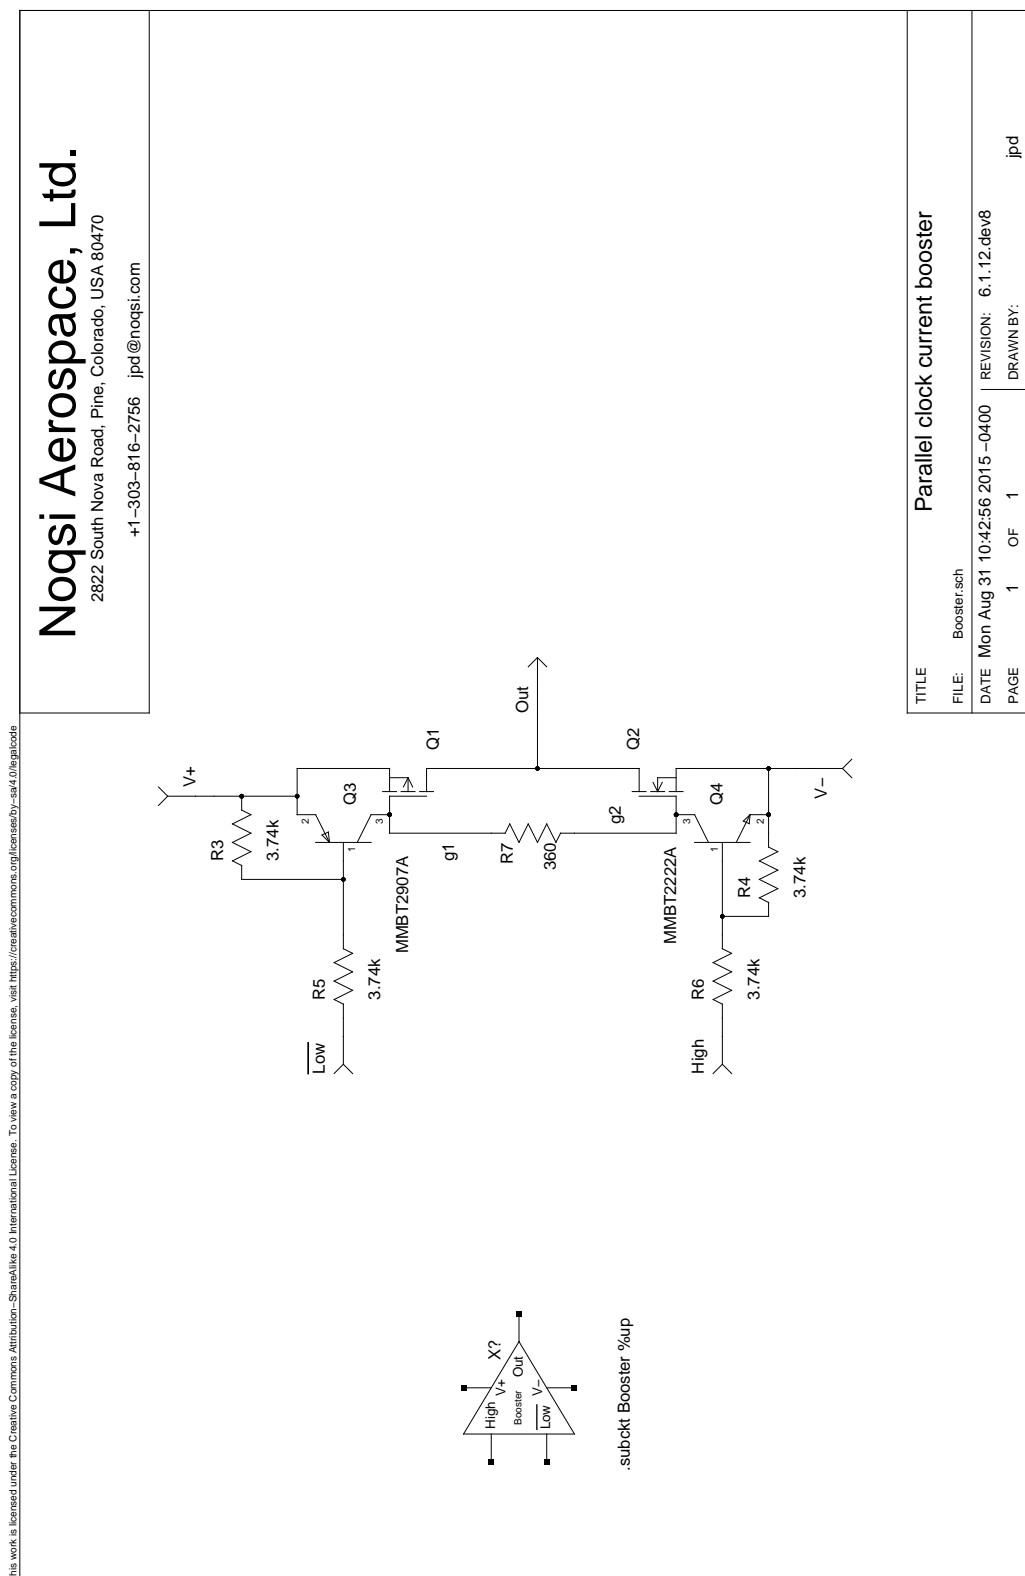 his work is licensed under the Creative Commons Attribution−ShareAlike 4.0 International License. To view a copy of the license, visit https://creativecommons.org/licenses/by−sa/4.0/legalcode
Noqsi Aerospace, Ltd.
2822 South Nova Road, Pine, Colorado, USA 80470
+1−303−816−2756 jpd@noqsi.com
V+
R3
3.74k
2
Q3
1
3
Q1
MMBT2907A
Low
R5
3.74k
g1
R7
360
Out
g2
Q2
MMBT2222A
3
Q4
1
2
High
R6
3.74k
R4
3.74k
V−
X?
High
V+
Booster
Out
Low
V−
.subckt Booster %up
TITLE
Parallel clock current booster
FILE: Booster.sch
DATE Mon Aug 31 10:42:56 2015 −0400
REVISION: 6.1.12.dev8
PAGE 1 OF 1
DRAWN BY: jpd